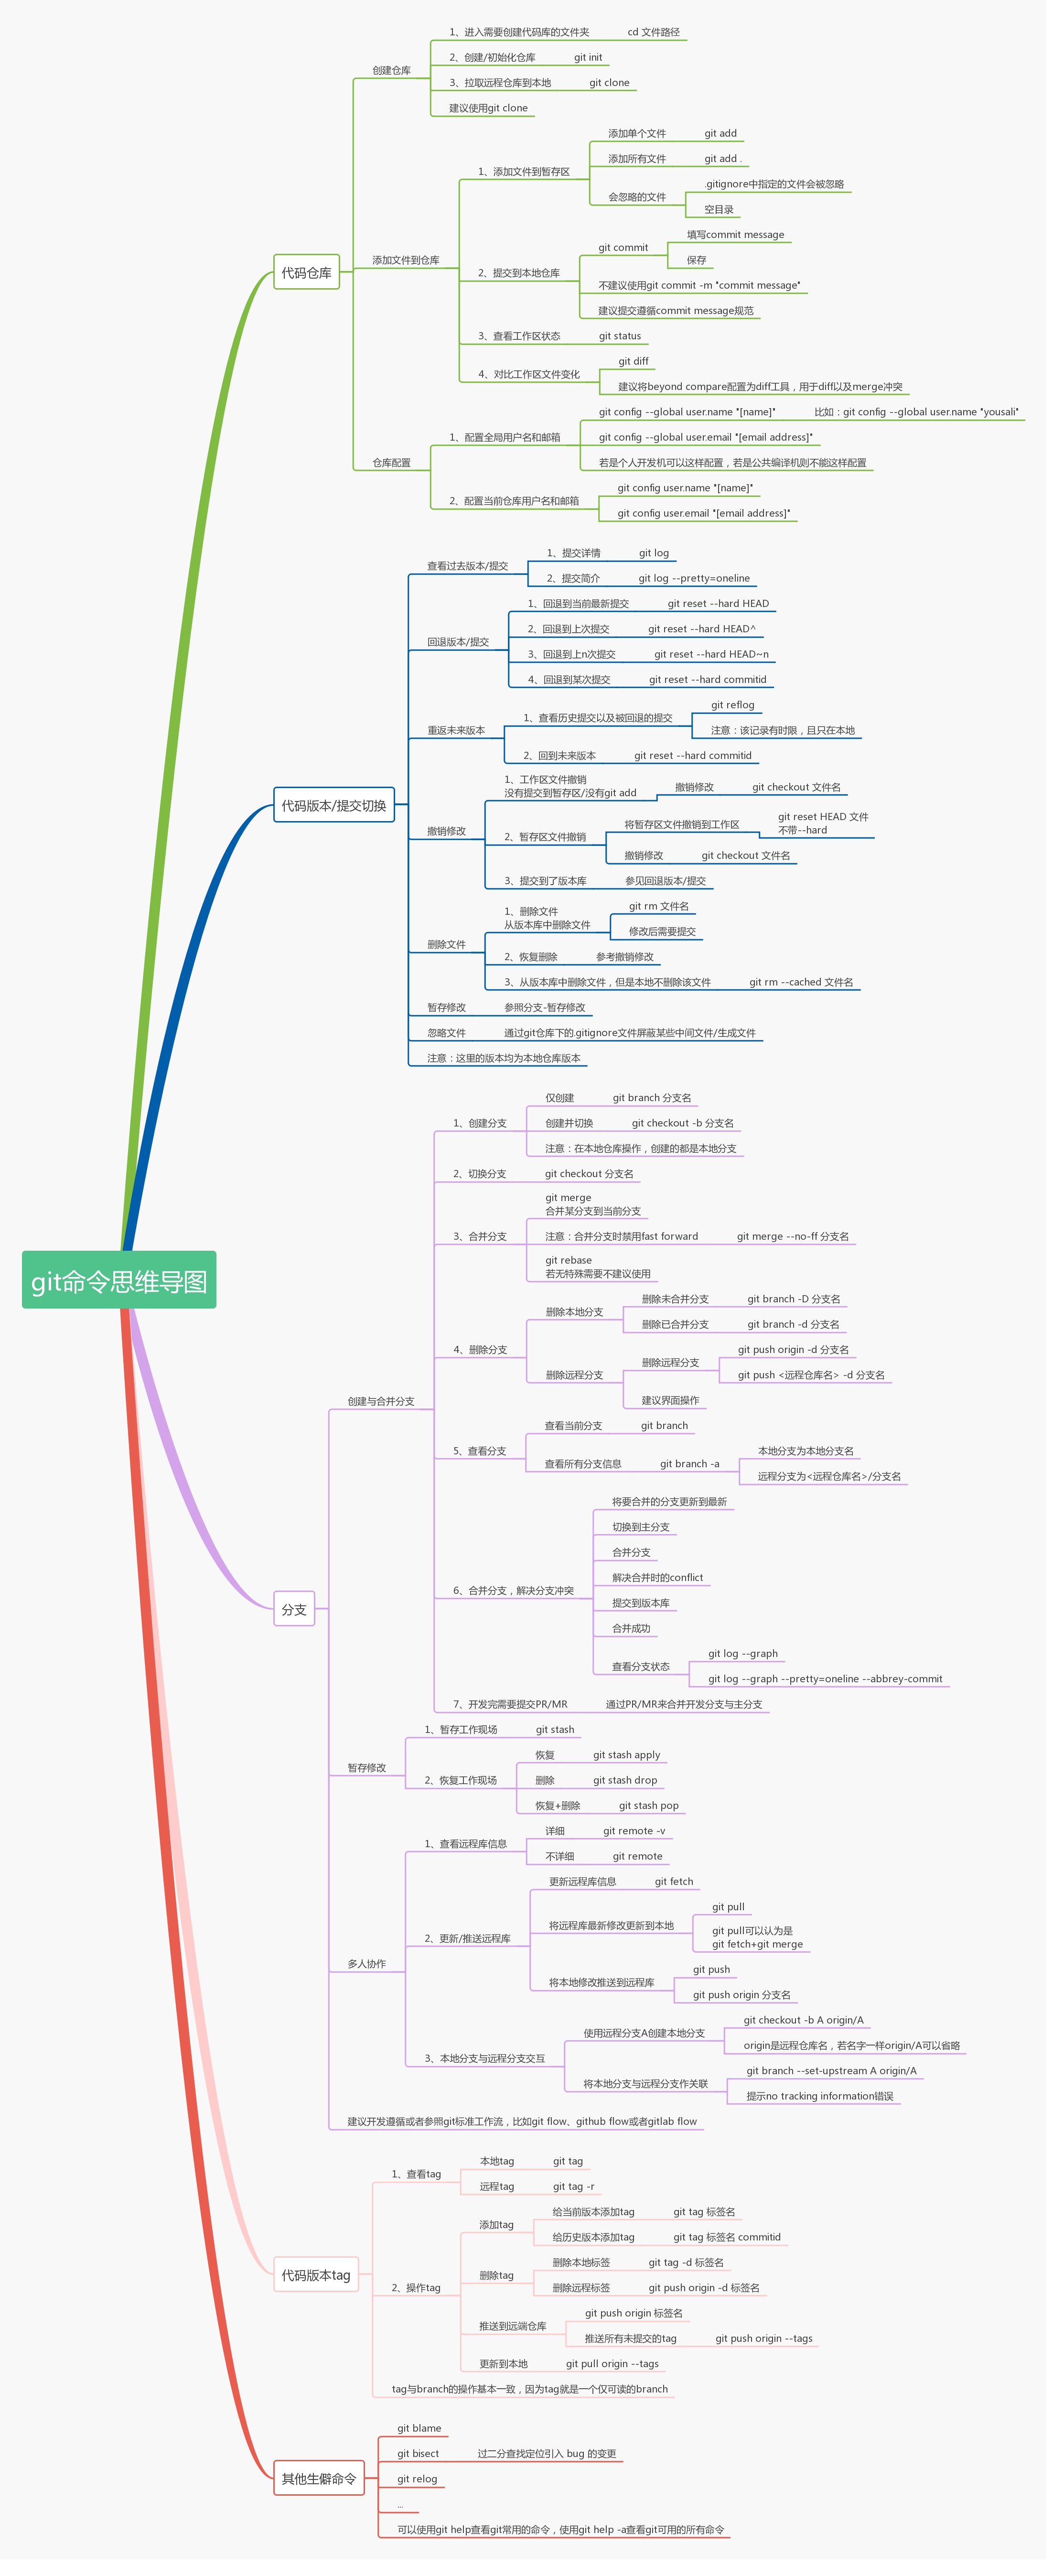 git命令思维导图
代码仓库
创建仓库
1、进入需要创建代码库的文件夹 cd 文件路径
2、创建/初始化仓库 git init
3、拉取远程仓库到本地 git clone
建议使用git clone
添加文件到仓库
1、添加文件到暂存区
添加单个文件 git add
添加所有文件 git add .
会忽略的文件
.gitignore中指定的文件会被忽略
空目录
2、提交到本地仓库
git commit
填写commit message
保存
不建议使用git commit -m "commit message"
建议提交遵循commit message规范
3、查看工作区状态 git status
4、对比工作区文件变化
git diff
建议将beyond compare配置为diff工具，用于diff以及merge冲突
仓库配置
1、配置全局用户名和邮箱
git config --global user.name "[name]" 比如：git config --global user.name "yousali"
git config --global user.email "[email address]"
若是个人开发机可以这样配置，若是公共编译机则不能这样配置
2、配置当前仓库用户名和邮箱
git config user.name "[name]"
git config user.email "[email address]"
代码版本/提交切换
查看过去版本/提交
1、提交详情 git log
2、提交简介 git log --pretty=oneline
回退版本/提交
1、回退到当前最新提交 git reset --hard HEAD
2、回退到上次提交 git reset --hard HEAD^
3、回退到上n次提交 git reset --hard HEAD~n
4、回退到某次提交 git reset --hard commitid
重返未来版本
1、查看历史提交以及被回退的提交
git reflog
注意：该记录有时限，且只在本地
2、回到未来版本 git reset --hard commitid
撤销修改
1、工作区文件撤销
没有提交到暂存区/没有git add
撤销修改 git checkout 文件名
2、暂存区文件撤销
将暂存区文件撤销到工作区
git reset HEAD 文件
不带--hard
撤销修改 git checkout 文件名
3、提交到了版本库 参见回退版本/提交
删除文件
1、删除文件
从版本库中删除文件
git rm 文件名
修改后需要提交
2、恢复删除 参考撤销修改
3、从版本库中删除文件，但是本地不删除该文件 git rm --cached 文件名
暂存修改 参照分支-暂存修改
忽略文件 通过git仓库下的.gitignore文件屏蔽某些中间文件/生成文件
注意：这里的版本均为本地仓库版本
分支
创建与合并分支
1、创建分支
仅创建 git branch 分支名
创建并切换 git checkout -b 分支名
注意：在本地仓库操作，创建的都是本地分支
2、切换分支 git checkout 分支名
3、合并分支
git merge
合并某分支到当前分支
注意：合并分支时禁用fast forward git merge --no-ff 分支名
git rebase
若无特殊需要不建议使用
4、删除分支
删除本地分支
删除未合并分支 git branch -D 分支名
删除已合并分支 git branch -d 分支名
删除远程分支
删除远程分支
git push origin -d 分支名
git push <远程仓库名> -d 分支名
建议界面操作
5、查看分支
查看当前分支 git branch
查看所有分支信息 git branch -a
本地分支为本地分支名
远程分支为<远程仓库名>/分支名
6、合并分支，解决分支冲突
将要合并的分支更新到最新
切换到主分支
合并分支
解决合并时的conflict
提交到版本库
合并成功
查看分支状态
git log --graph
git log --graph --pretty=oneline --abbrey-commit
7、开发完需要提交PR/MR 通过PR/MR来合并开发分支与主分支
暂存修改
1、暂存工作现场 git stash
2、恢复工作现场
恢复 git stash apply
删除 git stash drop
恢复+删除 git stash pop
多人协作
1、查看远程库信息
详细 git remote -v
不详细 git remote
2、更新/推送远程库
更新远程库信息 git fetch
将远程库最新修改更新到本地
git pull
git pull可以认为是
git fetch+git merge
将本地修改推送到远程库
git push
git push origin 分支名
3、本地分支与远程分支交互
使用远程分支A创建本地分支
git checkout -b A origin/A
origin是远程仓库名，若名字一样origin/A可以省略
将本地分支与远程分支作关联
git branch --set-upstream A origin/A
提示no tracking information错误
建议开发遵循或者参照git标准工作流，比如git flow、github flow或者gitlab flow
代码版本tag
1、查看tag
本地tag git tag
远程tag git tag -r
2、操作tag
添加tag
给当前版本添加tag git tag 标签名
给历史版本添加tag git tag 标签名 commitid
删除tag
删除本地标签 git tag -d 标签名
删除远程标签 git push origin -d 标签名
推送到远端仓库
git push origin 标签名
推送所有未提交的tag git push origin --tags
更新到本地 git pull origin --tags
tag与branch的操作基本一致，因为tag就是一个仅可读的branch
其他生僻命令
git blame
git bisect 过二分查找定位引入 bug 的变更
git relog
...
可以使用git help查看git常用的命令，使用git help -a查看git可用的所有命令